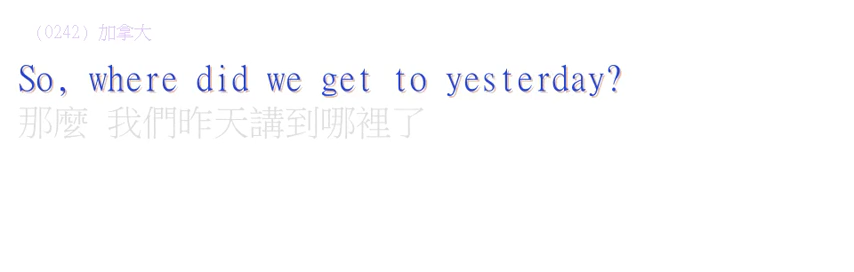 （0242）加拿大
So, where did we get to yesterday?
那麼 我們昨天講到哪裡了